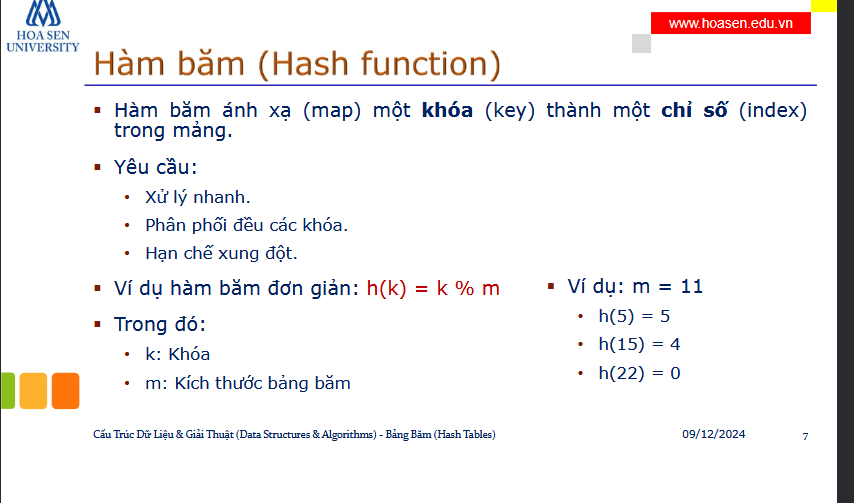 HOA SEN
UNIVERSITY
www.hoasen.edu.vn
Hàm băm (Hash function)
▪ Hàm băm ánh xạ (map) một khóa (key) thành một chỉ số (index)
trong mảng.
▪ Yêu cầu:
• Xử lý nhanh.
• Phân phối đều các khóa.
• Hạn chế xung đột.
▪ Ví dụ hàm băm đơn giản: h(k) = k % m
▪ Trong đó:
• k: Khóa
• m: Kích thước bảng băm
▪ Ví dụ: m = 11
• h(5) = 5
• h(15) = 4
• h(22) = 0
Cấu Trúc Dữ Liệu & Giải Thuật (Data Structures & Algorithms) - Bảng Băm (Hash Tables)
09/12/2024
7